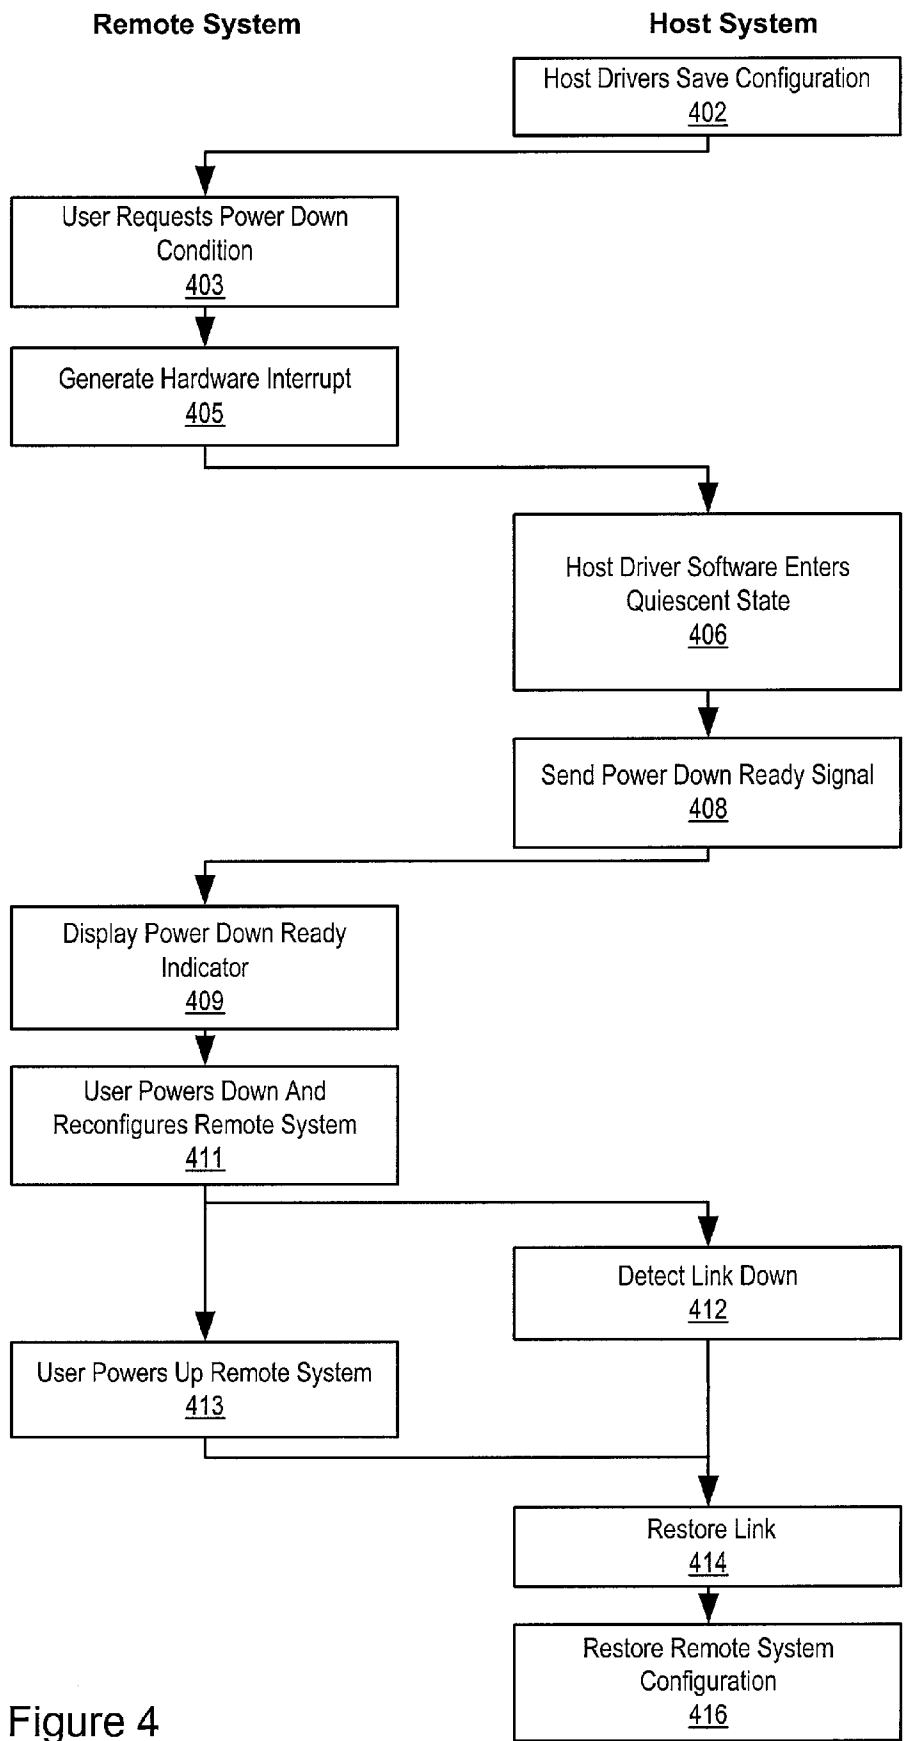 Remote System
Host System
Host Drivers Save Configuration
402
User Requests Power Down
Condition
403
Generate Hardware Interrupt
405
Host Driver Software Enters
Quiescent State
406
Send Power Down Ready Signal
408
Display Power Down Ready
Indicator
409
User Powers Down And
Reconfigures Remote System
411
Detect Link Down
412
User Powers Up Remote System
413
Restore Link
414
Restore Remote System
Configuration
416
Figure 4